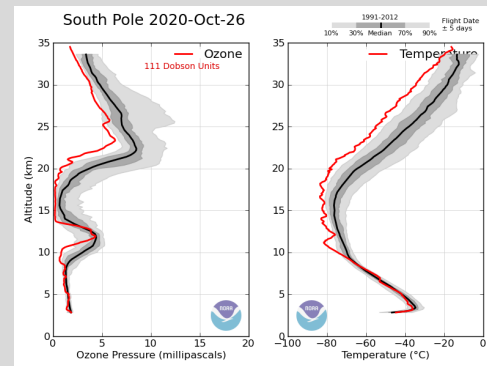 South Pole 2020-Oct-26
1991-2012
10% 30% Median 70% 90%
Flight Date
± 5 days
Ozone
111 Dobson Units
Temperature
Altitude (km)
35
30
25
20
15
10
5
0
0 5 10 15 20
Ozone Pressure (millipascals)
NOAA
35
30
25
20
15
10
5
0
−100 −80 −60 −40 −20 0
Temperature (°C)
NOAA